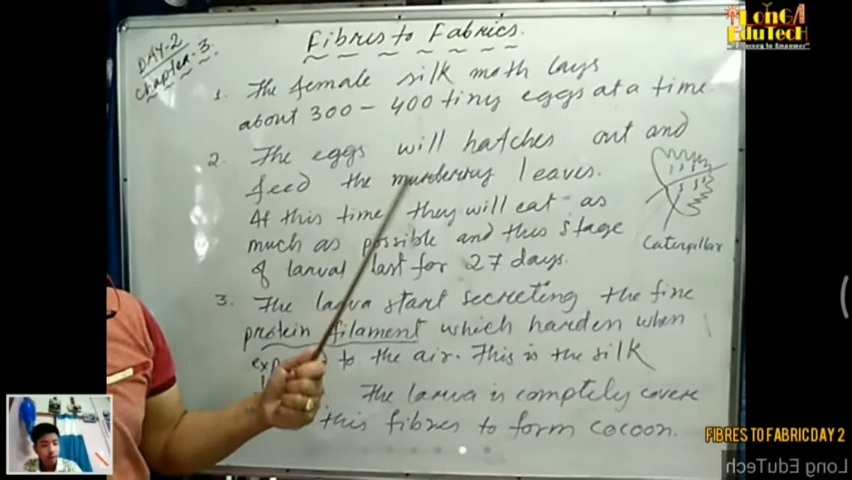 DAY-2
Chapter-3
Fibres to Fabrics.
1. The female silk moth lays
about 300 - 400 tiny eggs at a time.
2. The eggs will hatches out and
feed the leaves.
At this time they will eat as
much as possible and this stage
of larval last for 27 days.
Caterpillar
3. The larva start secreting the fine
protein filament which harden when
to the air. This is the silk
The larva is completly cover
this fibres to form cocoon.
LonGA
EduTecH
FIBRES TO FABRIC DAY 2
Long EduTech